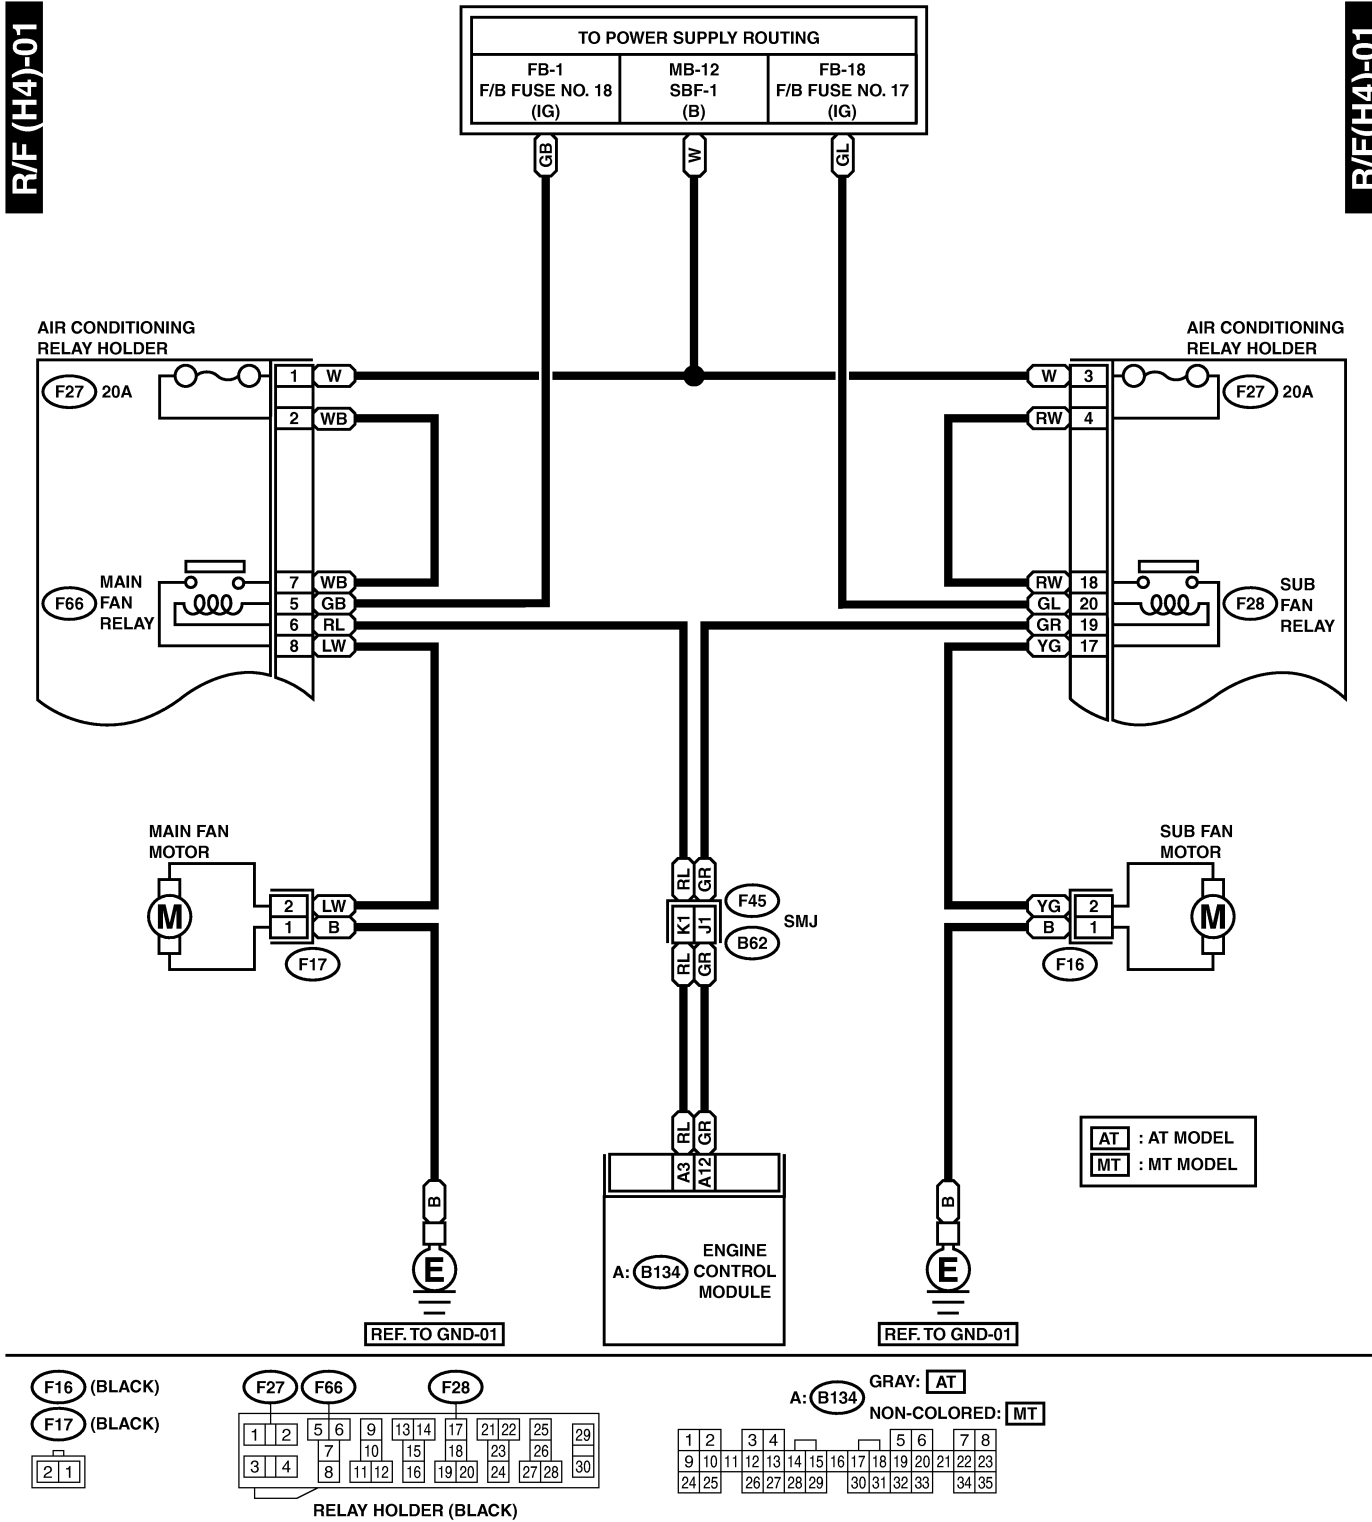 R/F (H4)-01
R/F(H4)-01
TO POWER SUPPLY ROUTING
FB-1
F/B FUSE NO. 18
(IG)
MB-12
SBF-1
(B)
FB-18
F/B FUSE NO. 17
(IG)
GB
W
GL
AIR CONDITIONING
RELAY HOLDER
F27 20A
1 W
2 WB
F66
MAIN
FAN
RELAY
7 WB
5 GB
6 RL
8 LW
AIR CONDITIONING
RELAY HOLDER
W 3
RW 4
F27 20A
RW 18
GL 20
GR 19
YG 17
F28
SUB
FAN
RELAY
MAIN FAN
MOTOR
M
2 LW
1 B
F17
RL GR
K1 J1
RL GR
F45
B62
SMJ
SUB FAN
MOTOR
M
YG 2
B 1
F16
RL GR
A3 A12
A: B134
ENGINE
CONTROL
MODULE
B
E
REF. TO GND-01
B
E
REF. TO GND-01
AT : AT MODEL
MT : MT MODEL
F16 (BLACK)
F17 (BLACK)
2 1
F27 F66 F28
1 2 5 6 9 13 14 17 21 22 25 29
7 10 15 18 23 26
3 4 8 11 12 16 19 20 24 27 28 30
RELAY HOLDER (BLACK)
A: B134
GRAY: AT
NON-COLORED: MT
1 2 3 4 5 6 7 8
9 10 11 12 13 14 15 16 17 18 19 20 21 22 23
24 25 26 27 28 29 30 31 32 33 34 35